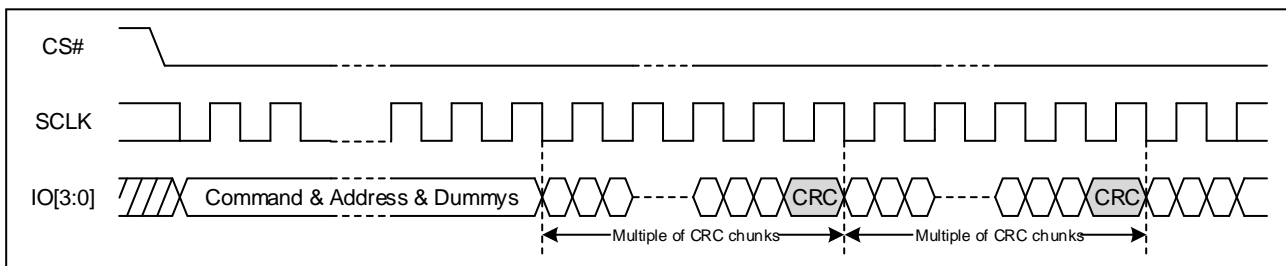 CS#
SCLK
IO[3:0]
Command & Address & Dummys
CRC
CRC
Multiple of CRC chunks
Multiple of CRC chunks